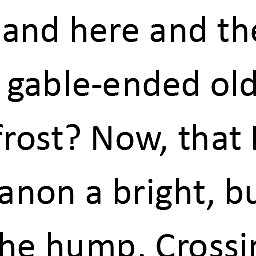 and here and the
gable-ended old
frost? Now, that I
anon a bright, bu
he hump. Crossin